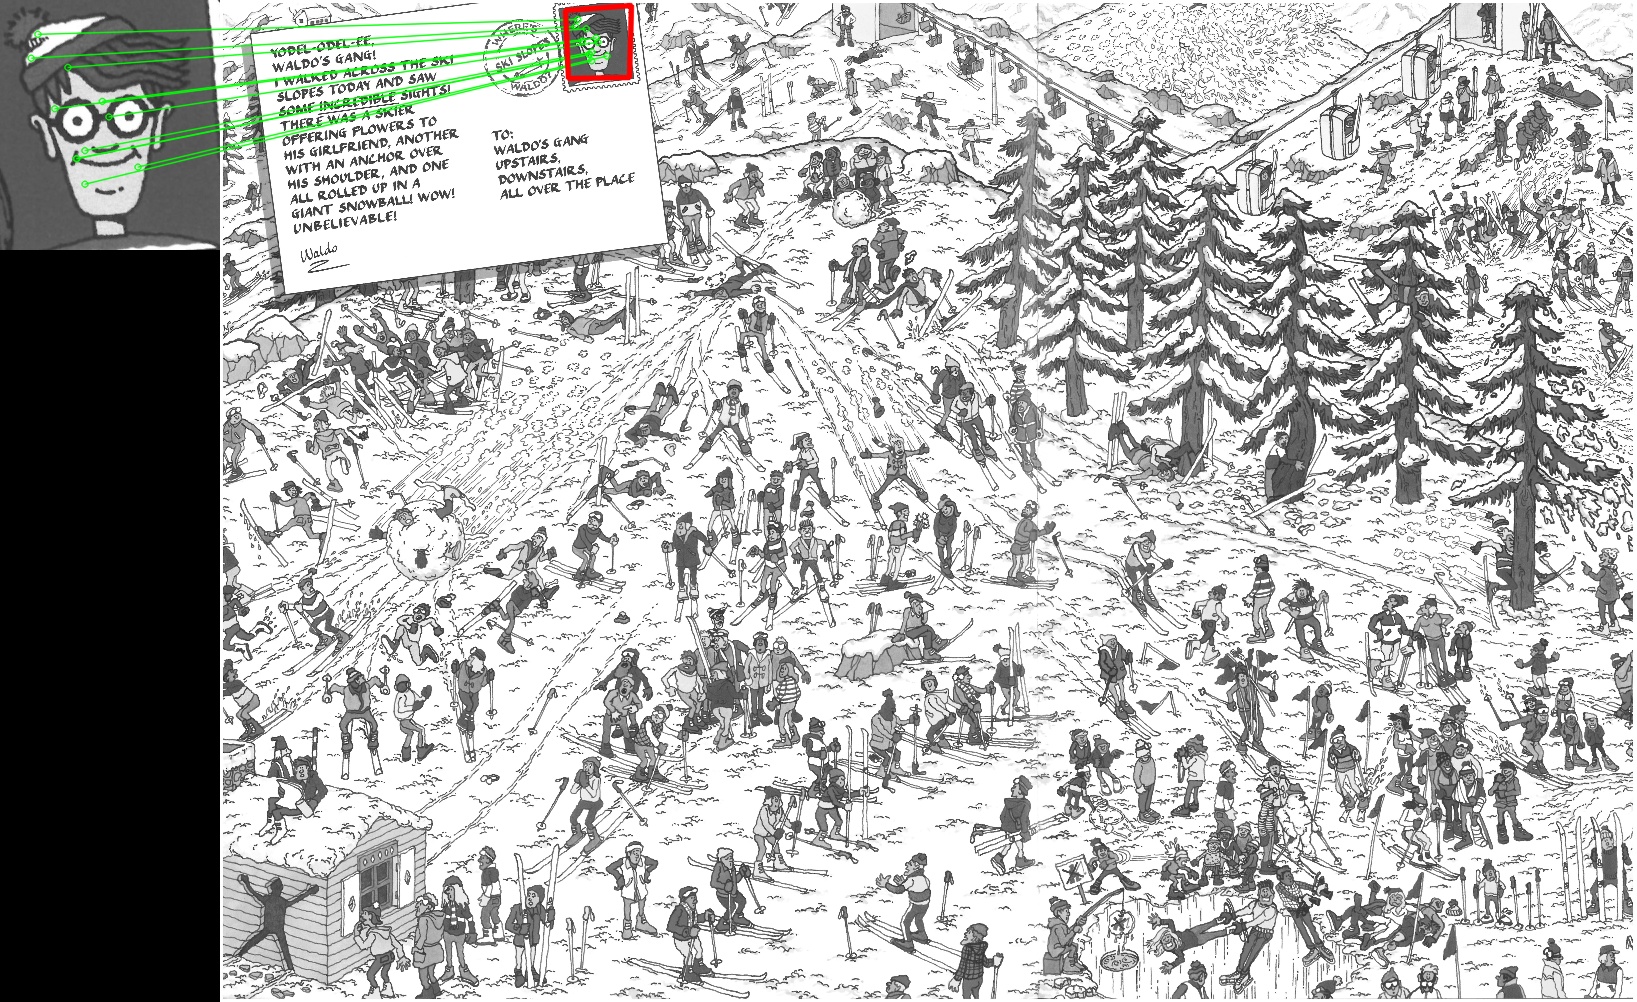 YODEL-ODEL-EE,
WALDO'S GANG!
I WALKED ACROSS THE SKI
SLOPES TODAY AND SAW
SOME INCREDIBLE SIGHTS!
THERE WAS A SKIER
OFFERING FLOWERS TO
HIS GIRLFRIEND, ANOTHER
WITH AN ANCHOR OVER
HIS SHOULDER, AND ONE
ALL ROLLED UP IN A
GIANT SNOWBALL! WOW!
UNBELIEVABLE!
Waldo
WHERE'S
SKI SLOPES
WALDO
TO:
WALDO'S GANG
UPSTAIRS,
DOWNSTAIRS,
ALL OVER THE PLACE